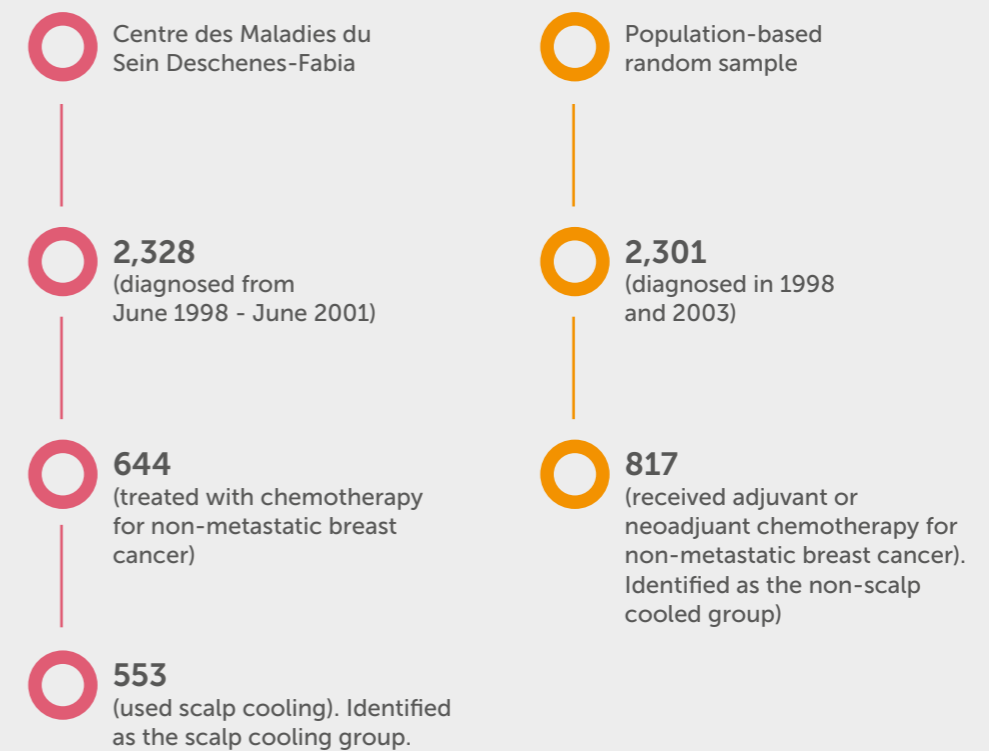 Centre des Maladies du
Sein Deschenes-Fabia
2,328
(diagnosed from
June 1998 - June 2001)
644
(treated with chemotherapy
for non-metastatic breast
cancer)
553
(used scalp cooling). Identified
as the scalp cooling group.
Population-based
random sample
2,301
(diagnosed in 1998
and 2003)
817
(received adjuvant or
neoadjuant chemotherapy for
non-metastatic breast cancer).
Identified as the non-scalp
cooled group)